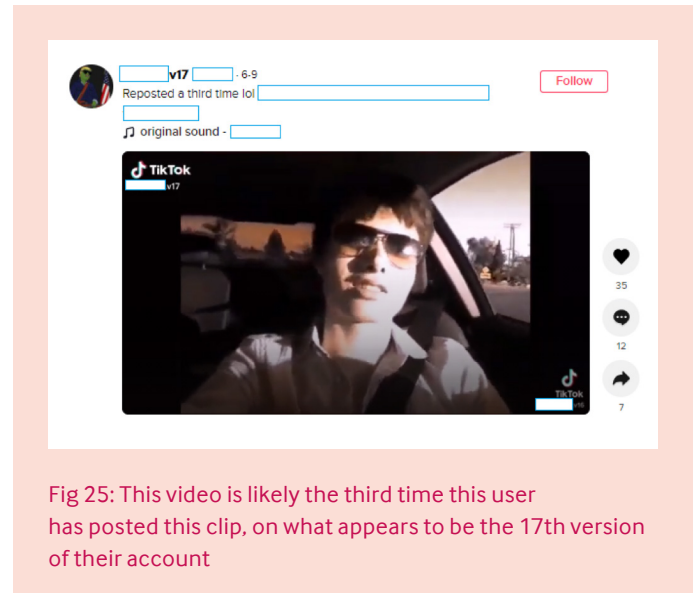 v17 · 6-9
Follow
Reposted a third time lol
original sound -
TikTok
v17
35
12
TikTok
v16
7
Fig 25: This video is likely the third time this user
has posted this clip, on what appears to be the 17th version
of their account